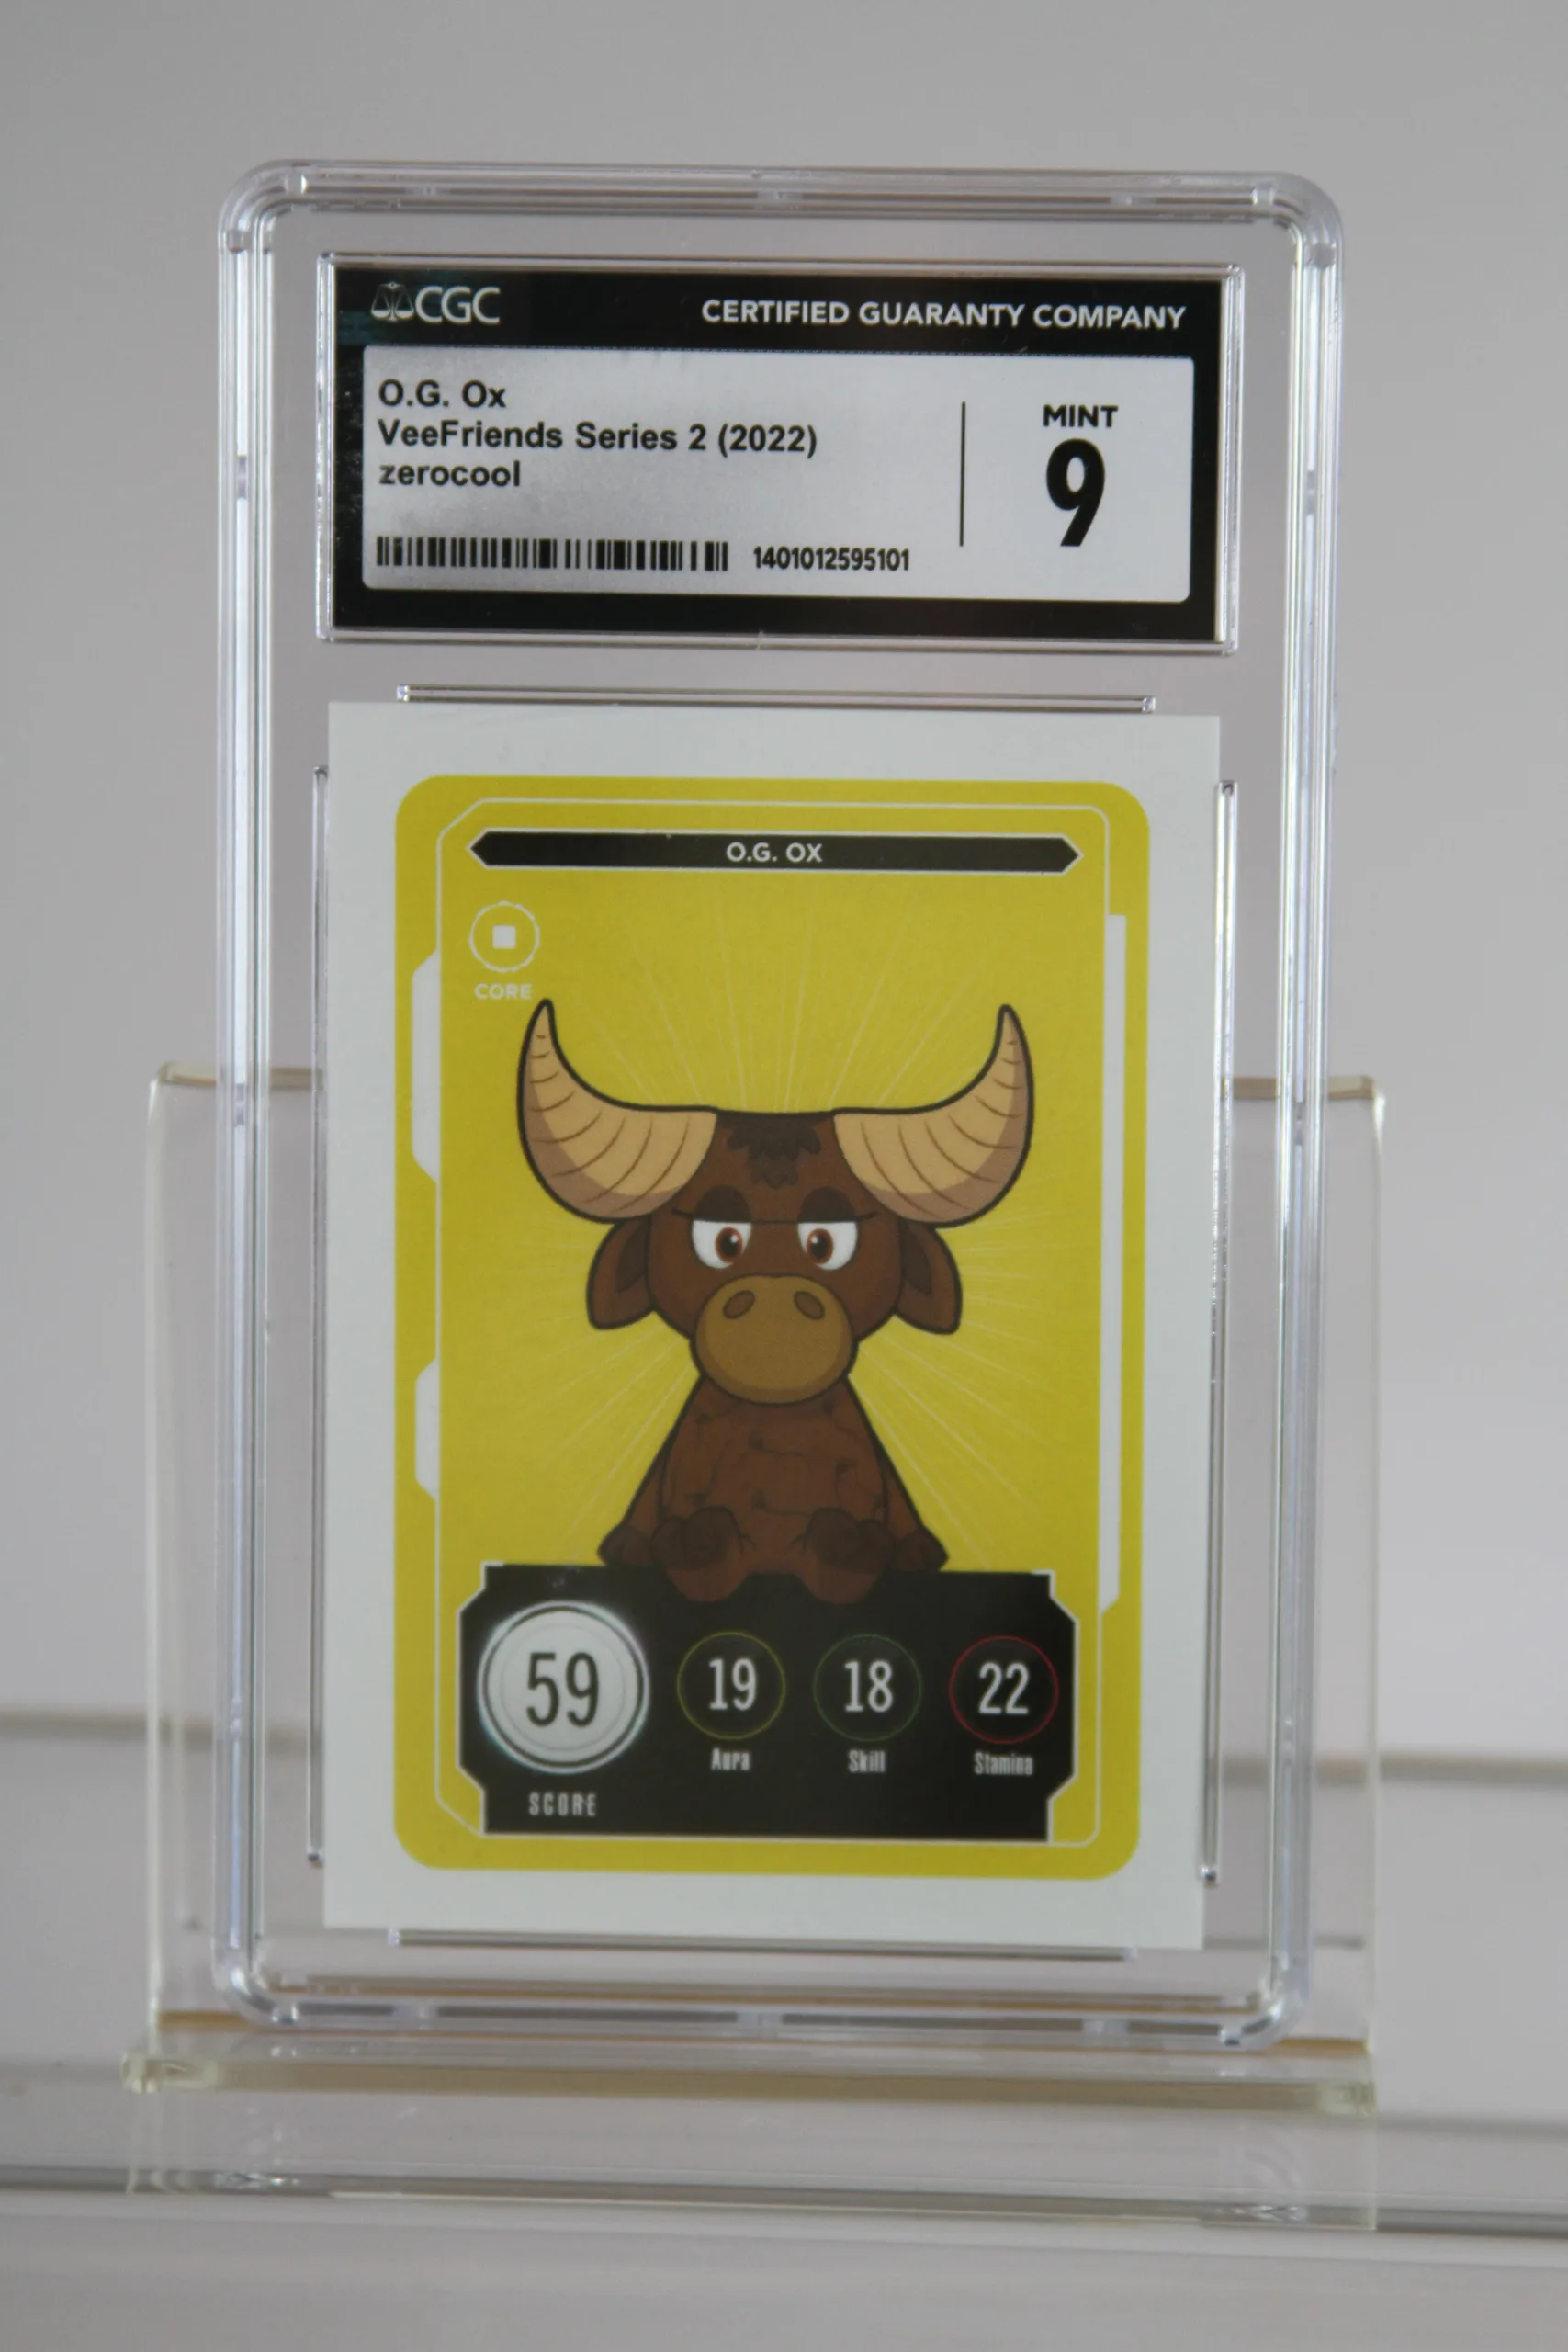 CGC
CERTIFIED GUARANTY COMPANY
O.G. Ox
VeeFriends Series 2 (2022)
zerocool
1401012595101
MINT
9
O.G. OX
CORE
59
SCORE
19
Aura
18
Skill
22
Stamina